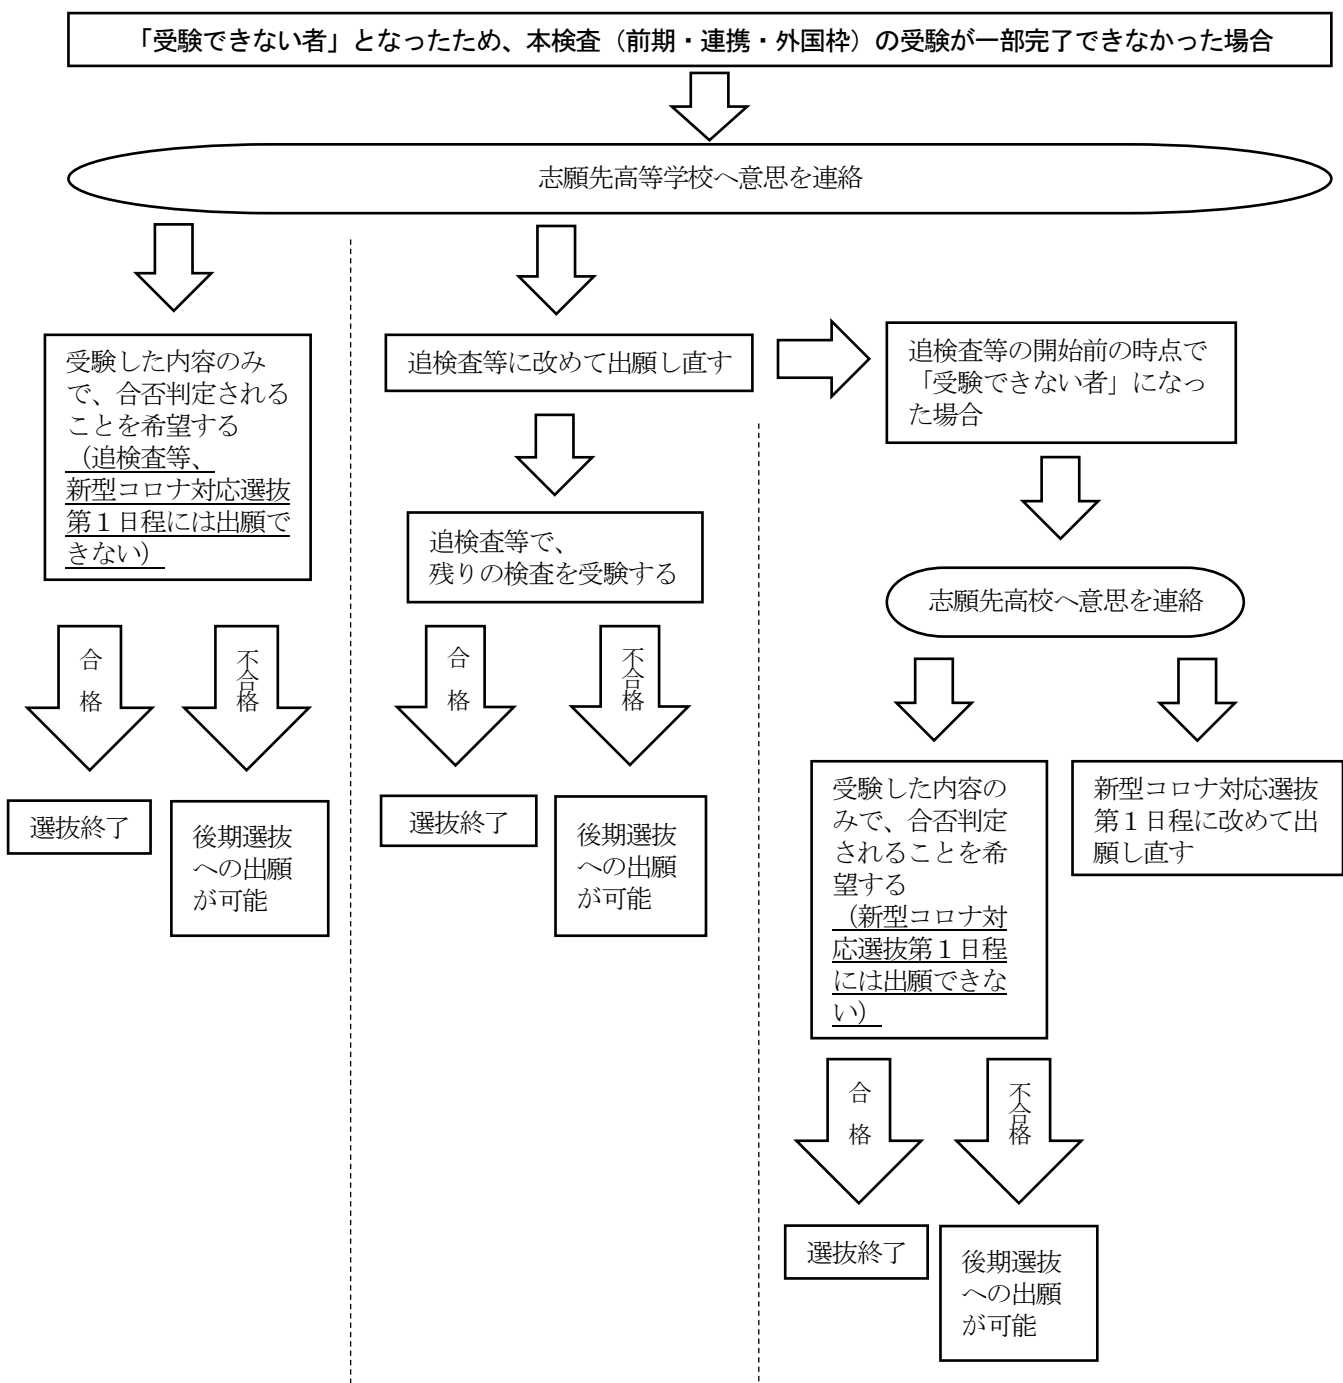 「受験できない者」となったため、本検査（前期・連携・外国枠）の受験が一部完了できなかった場合
志願先高等学校へ意思を連絡
受験した内容のみ
で、合否判定される
ことを希望する
（追検査等、
新型コロナ対応選抜
第１日程には出願で
きない）
合格
不合格
選抜終了
後期選抜
への出願
が可能
追検査等に改めて出願し直す
追検査等で、
残りの検査を受験する
合格
不合格
選抜終了
後期選抜
への出願
が可能
追検査等の開始前の時点で
「受験できない者」になっ
た場合
志願先高校へ意思を連絡
受験した内容の
みで、合否判定
されることを希
望する
（新型コロナ対
応選抜第１日程
には出願できな
い）
合格
不合格
選抜終了
後期選抜
への出願
が可能
新型コロナ対応選抜
第１日程に改めて出
願し直す